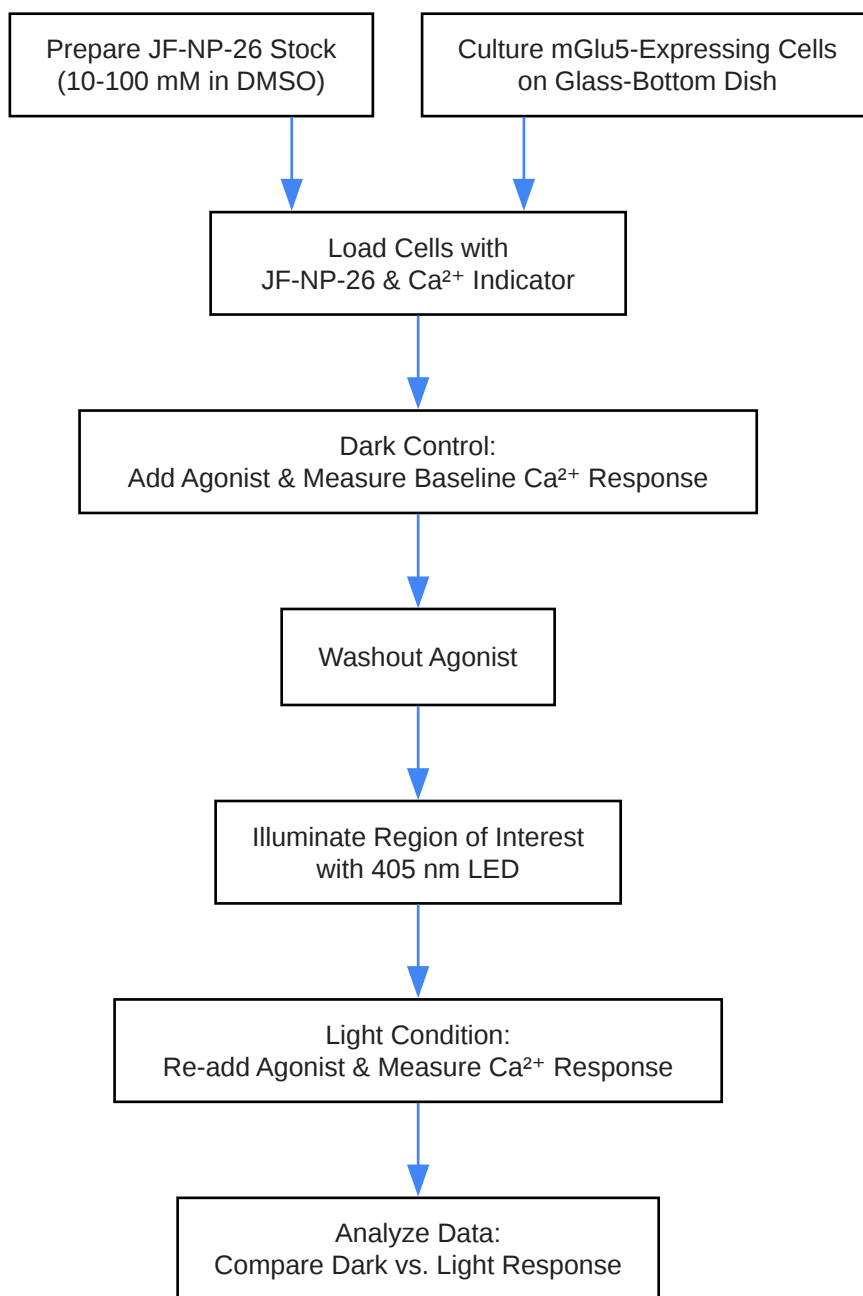 Prepare JF-NP-26 Stock
(10-100 mM in DMSO)
Culture mGlu5-Expressing Cells
on Glass-Bottom Dish
Load Cells with
JF-NP-26 & Ca²⁺ Indicator
Dark Control:
Add Agonist & Measure Baseline Ca²⁺ Response
Washout Agonist
Illuminate Region of Interest
with 405 nm LED
Light Condition:
Re-add Agonist & Measure Ca²⁺ Response
Analyze Data:
Compare Dark vs. Light Response